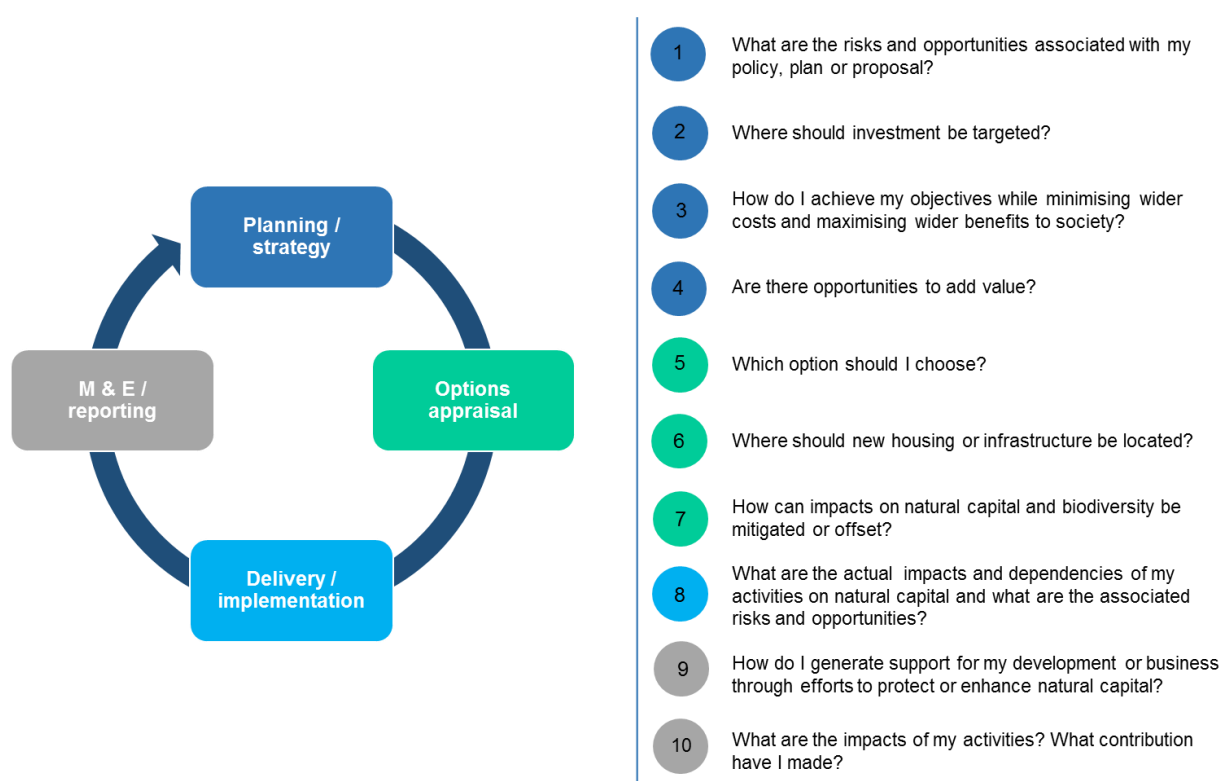 Planning /
strategy
M & E /
reporting
Options
appraisal
Delivery /
implementation
1
What are the risks and opportunities associated with my
policy, plan or proposal?
2
Where should investment be targeted?
3
How do I achieve my objectives while minimising wider
costs and maximising wider benefits to society?
4
Are there opportunities to add value?
5
Which option should I choose?
6
Where should new housing or infrastructure be located?
7
How can impacts on natural capital and biodiversity be
mitigated or offset?
8
What are the actual impacts and dependencies of my
activities on natural capital and what are the associated
risks and opportunities?
9
How do I generate support for my development or business
through efforts to protect or enhance natural capital?
10
What are the impacts of my activities? What contribution
have I made?